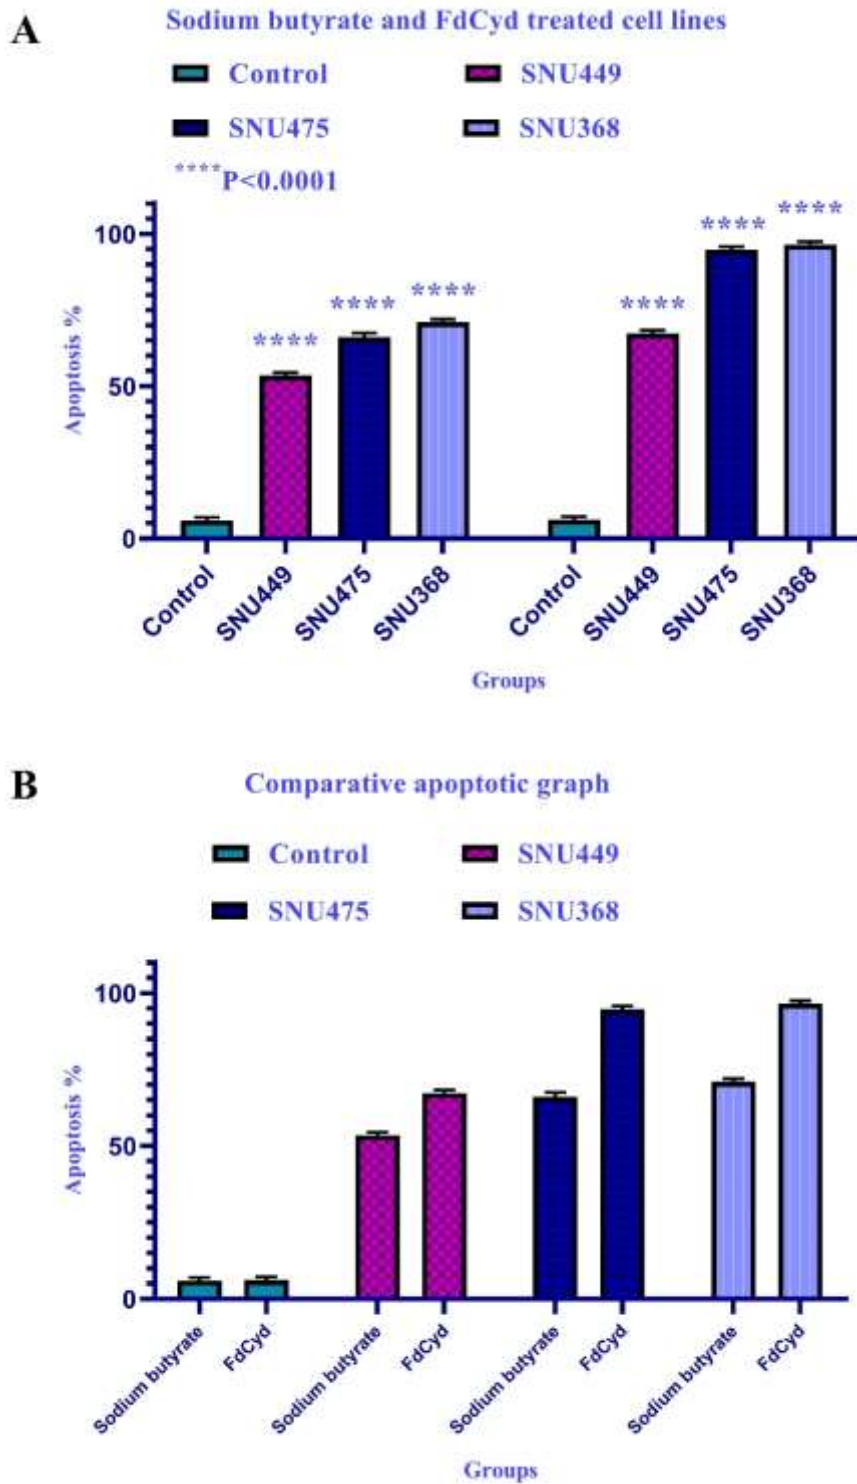 A
Sodium butyrate and FdCyd treated cell lines
Control
SNU449
SNU475
SNU368
****P<0.0001
100
50
0
Apoptosis %
****
****
****
****
****
****
Control
SNU449
SNU475
SNU368
Control
SNU449
SNU475
SNU368
Groups
B
Comparative apoptotic graph
Control
SNU449
SNU475
SNU368
100
50
0
Apoptosis %
Sodium butyrate
FdCyd
Sodium butyrate
FdCyd
Sodium butyrate
FdCyd
Sodium butyrate
FdCyd
Groups